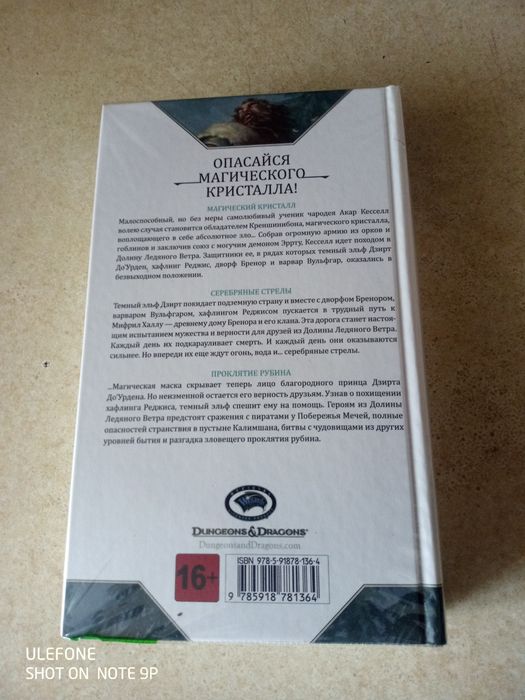 ОПАСАЙСЯ
МАГИЧЕСКОГО
КРИСТАЛЛА!
МАГИЧЕСКИЙ КРИСТАЛЛ
Малоспособный, но без меры самолюбивый ученик чародея Акар Кесселл
волею случая становится обладателем Креншинибона, магического кристалла,
воплощающего в себе абсолютное зло... Собрав огромную армию из орков и
гоблинов и заключив союз с могучим демоном Эррту, Кесселл идет походом в
Долину Ледяного Ветра. Защитники ее, в рядах которых темный эльф Дзирт
До'Урден, хафлинг Реджис, дворф Бренор и варвар Вульфгар, оказались в
безвыходном положении.
СЕРЕБРЯНЫЕ СТРЕЛЫ
Темный эльф Дзирт покидает подземную страну и вместе с дворфом Бренором,
варваром Вульфгаром, хафлингом Реджисом пускается в трудный путь к
Мифрил Халлу — древнему дому Бренора и его клана. Эта дорога станет настоя-
щим испытанием мужества и верности для друзей из Долины Ледяного Ветра.
Каждый день их подкарауливает смерть. И каждый день они оказываются
сильнее. Но впереди их еще ждут огонь, вода и... серебряные стрелы.
ПРОКЛЯТИЕ РУБИНА
...Магическая маска скрывает теперь лицо благородного принца Дзирта
До'Урдена. Но неизменной остается его верность друзьям. Узнав о похищении
хафлинга Реджиса, темный эльф спешит ему на помощь. Героям из Долины
Ледяного Ветра предстоят сражения с пиратами у Побережья Мечей, полные
опасностей странствия в пустыне Калимшана, битвы с чудовищами из других
уровней бытия и разгадка зловещего проклятия рубина.
DUNGEONS & DRAGONS®
DungeonsandDragons.com
16+
ISBN 978-5-91878-136-4
9 785918 781364
ULEFONE
SHOT ON NOTE 9P